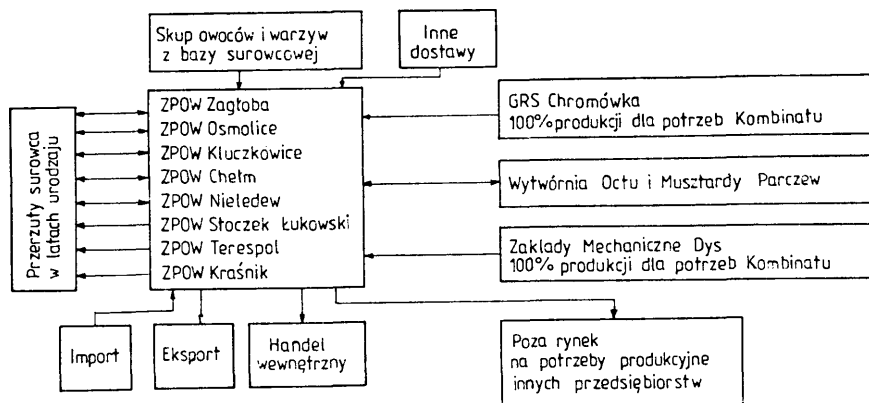 Skup owoców i warzyw
z bazy surowcowej
Inne
dostawy
Przerzuty surowca
w latach urodzaju
ZPOW Zagłoba
ZPOW Osmolice
ZPOW Kluczkowice
ZPOW Chełm
ZPOW Nieledew
ZPOW Stoczek Łukowski
ZPOW Terespol
ZPOW Kraśnik
GRS Chromówka
100% produkcji dla potrzeb Kombinatu
Wytwórnia Octu i Musztardy Parczew
Zakłady Mechaniczne Dys
100% produkcji dla potrzeb Kombinatu
Import
Eksport
Handel
wewnętrzny
Poza rynek
na potrzeby produkcyjne
innych przedsiębiorstw